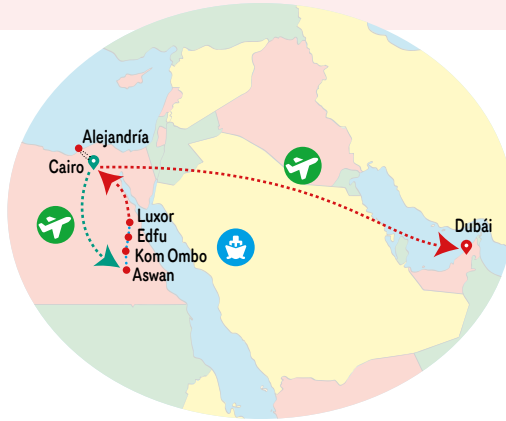 Alejandría
Cairo
Luxor
Edfu
Kom Ombo
Aswan
Dubái